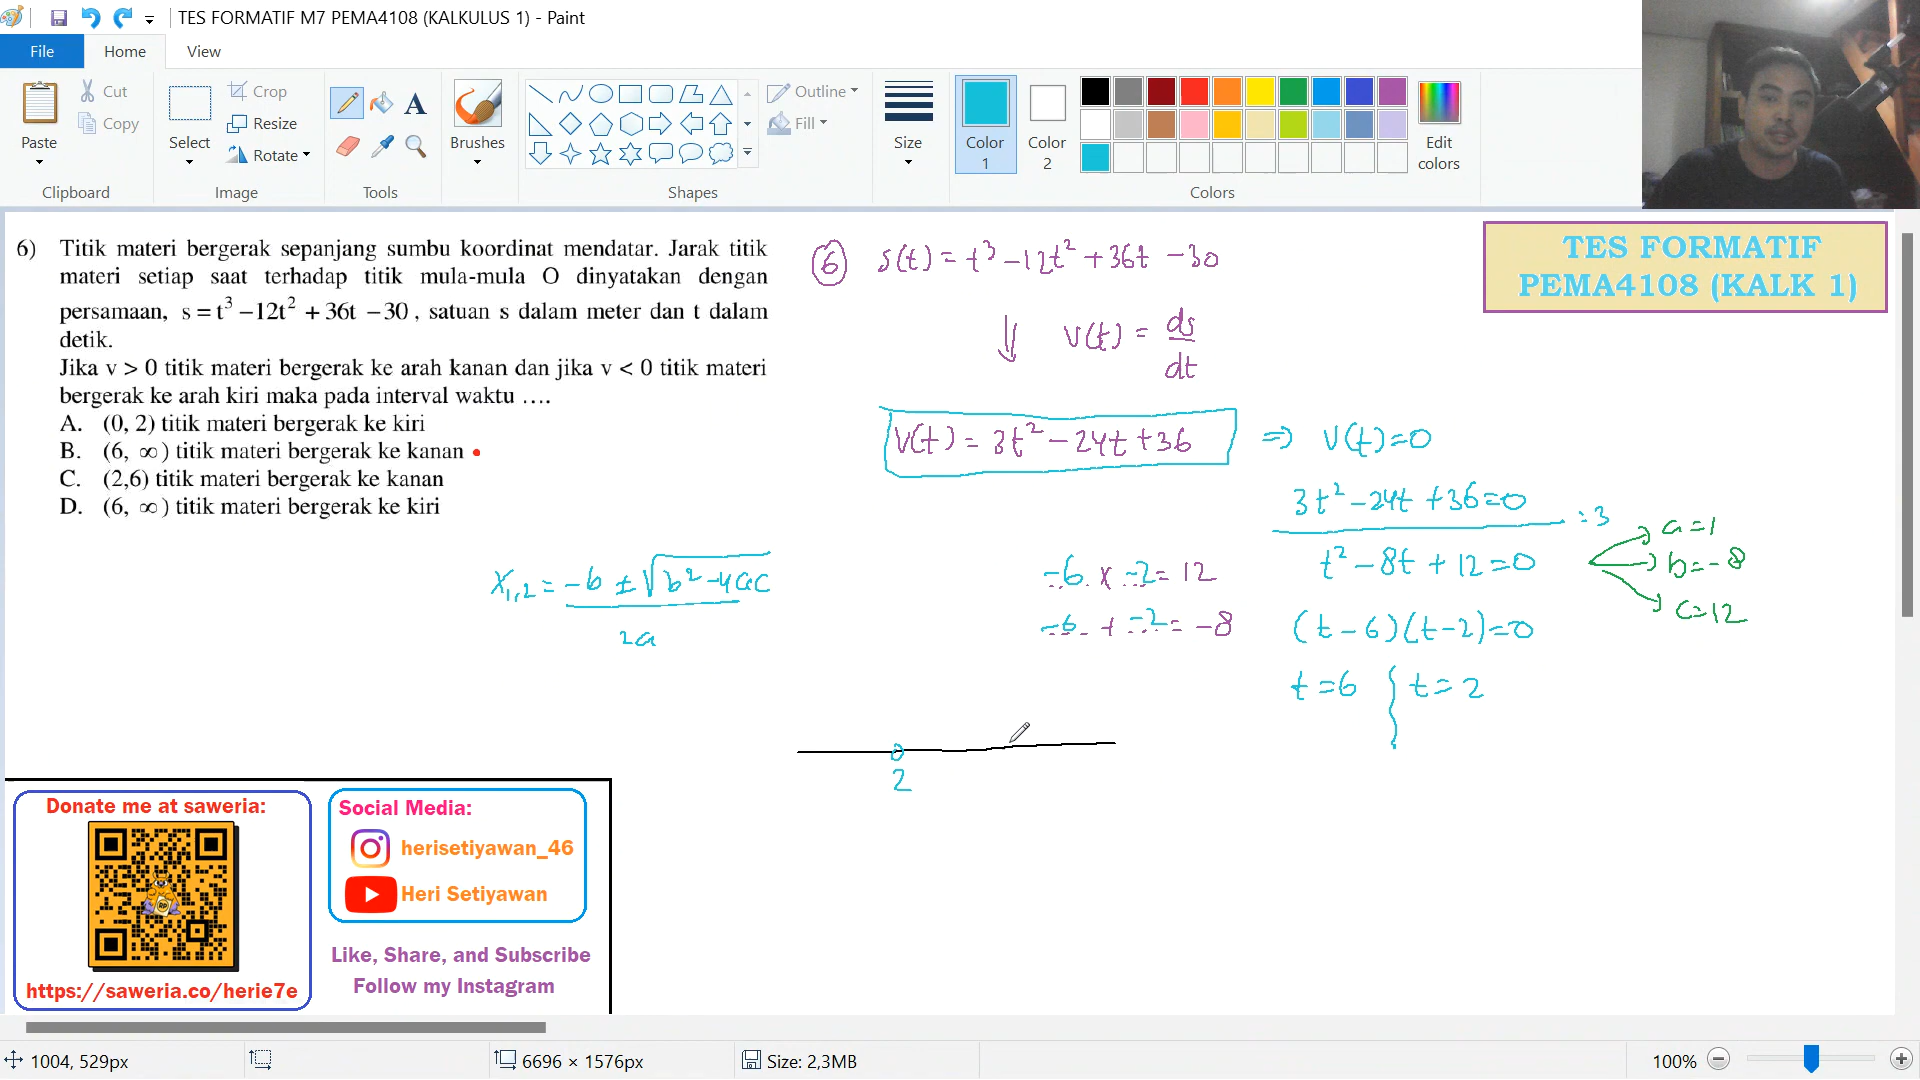 TES FORMATIF M7 PEMA4108 (KALKULUS 1) - Paint
File Home View
Paste
Cut
Copy
Clipboard
Select
Crop
Resize
Rotate
Image
A
Tools
Brushes
Outline
Fill
Shapes
Size
Color 1
Color 2
Edit colors
Colors
6) Titik materi bergerak sepanjang sumbu koordinat mendatar. Jarak titik
materi setiap saat terhadap titik mula-mula O dinyatakan dengan
persamaan, s = t³ −12t² + 36t − 30 , satuan s dalam meter dan t dalam
detik.
Jika v > 0 titik materi bergerak ke arah kanan dan jika v < 0 titik materi
bergerak ke arah kiri maka pada interval waktu ….
A. (0, 2) titik materi bergerak ke kiri
B. (6, ∞) titik materi bergerak ke kanan
C. (2,6) titik materi bergerak ke kanan
D. (6, ∞) titik materi bergerak ke kiri
X1,2 = −b ± √b² −4ac
2a
6 s(t) = t³ − 12t² + 36t − 30
↓ v(t) = ds
dt
v(t) = 3t² − 24t + 36 ⇒ v(t)=0
3t² − 24t + 36 = 0 : 3
t² − 8t + 12 = 0
a = 1
b = −8
c = 12
−6 x −2 = 12
−6 + −2 = −8
(t − 6)(t − 2) = 0
t = 6 t = 2
2
TES FORMATIF
PEMA4108 (KALK 1)
Donate me at saweria:
RP
https://saweria.co/herie7e
Social Media:
herisetiyawan_46
Heri Setiyawan
Like, Share, and Subscribe
Follow my Instagram
1004, 529px
6696 × 1576px
Size: 2,3MB
100%